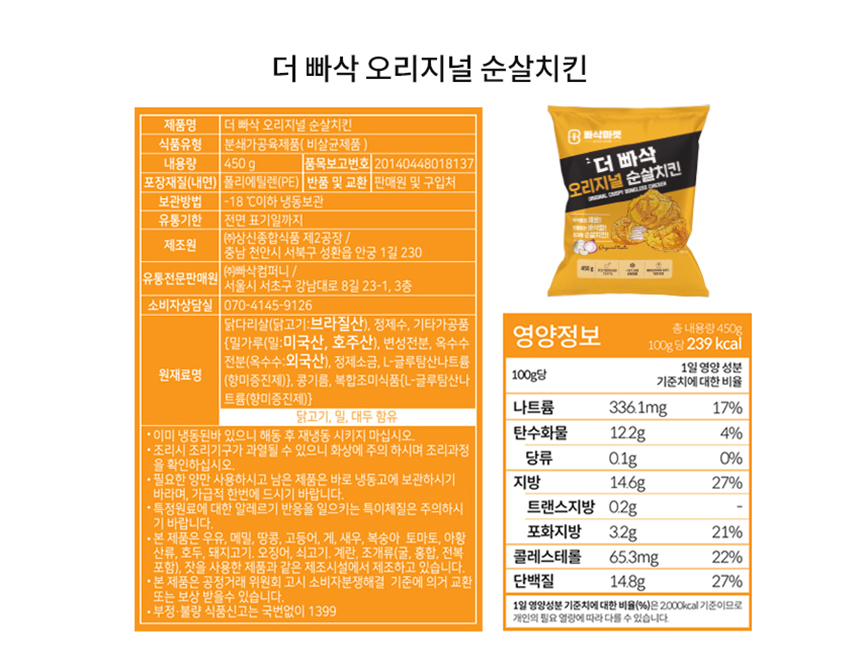 더 빠삭 오리지널 순살치킨
제품명 더 빠삭 오리지널 순살치킨
식품유형 분쇄가공육제품( 비살균제품 )
내용량 450 g 품목보고번호 20140448018137
포장재질(내면) 폴리에틸렌(PE) 반품 및 교환 판매원 및 구입처
보관방법 -18 ℃이하 냉동보관
유통기한 전면 표기일까지
제조원 ㈜상신종합식품 제2공장 /
충남 천안시 서북구 성환읍 안궁 1길 230
유통전문판매원 ㈜빠삭컴퍼니 /
서울시 서초구 강남대로 8길 23-1, 3층
소비자상담실 070-4145-9126
원재료명
닭다리살(닭고기:브라질산), 정제수, 기타가공품
{밀가루(밀:미국산, 호주산), 변성전분, 옥수수
전분(옥수수:외국산), 정제소금, L-글루탐산나트륨
(향미증진제)}, 콩기름, 복합조미식품{L-글루탐산나
트륨(향미증진제)}
닭고기, 밀, 대두 함유
• 이미 냉동된바 있으니 해동 후 재냉동 시키지 마십시오.
• 조리시 조리기구가 과열될 수 있으니 화상에 주의 하시며 조리과정
을 확인하십시오.
• 필요한 양만 사용하시고 남은 제품은 바로 냉동고에 보관하시기
바라며, 가급적 한번에 드시기 바랍니다.
• 특정원료에 대한 알레르기 반응을 일으키는 특이체질은 주의하시
기 바랍니다.
• 본 제품은 우유, 메밀, 땅콩, 고등어, 게, 새우, 복숭아 토마토, 아황
산류, 호두, 돼지고기. 오징어, 쇠고기. 계란, 조개류(굴, 홍합, 전복
포함), 잣을 사용한 제품과 같은 제조시설에서 제조하고 있습니다.
• 본 제품은 공정거래 위원회 고시 소비자분쟁해결 기준에 의거 교환
또는 보상 받을수 있습니다.
• 부정·불량 식품신고는 국번없이 1399
빠삭마켓
더 빠삭
오리지널 순살치킨
ORIGINAL CRISPY BONELESS CHICKEN
순살치킨!
Original Taste
450 g
영양정보
총 내용량 450g
100g 당 239 kcal
100g당
1일 영양 성분
기준치에 대한 비율
나트륨 336.1mg 17%
탄수화물 12.2g 4%
당류 0.1g 0%
지방 14.6g 27%
트랜스지방 0.2g -
포화지방 3.2g 21%
콜레스테롤 65.3mg 22%
단백질 14.8g 27%
1일 영양성분 기준치에 대한 비율(%)은 2,000kcal 기준이므로
개인의 필요 열량에 따라 다를 수 있습니다.